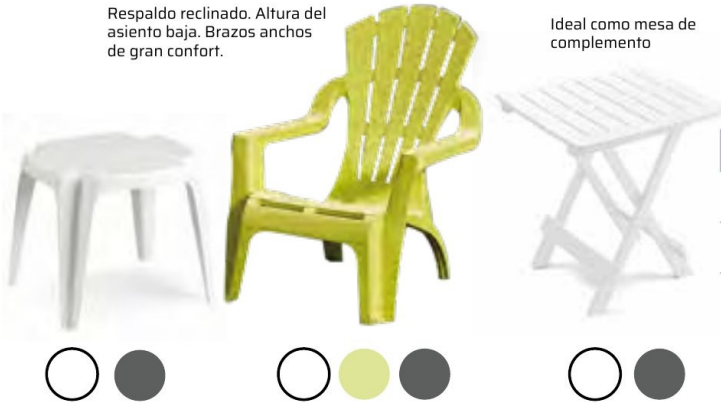 Respaldo reclinado. Altura del
asiento baja. Brazos anchos
de gran confort.
Ideal como mesa de
complemento